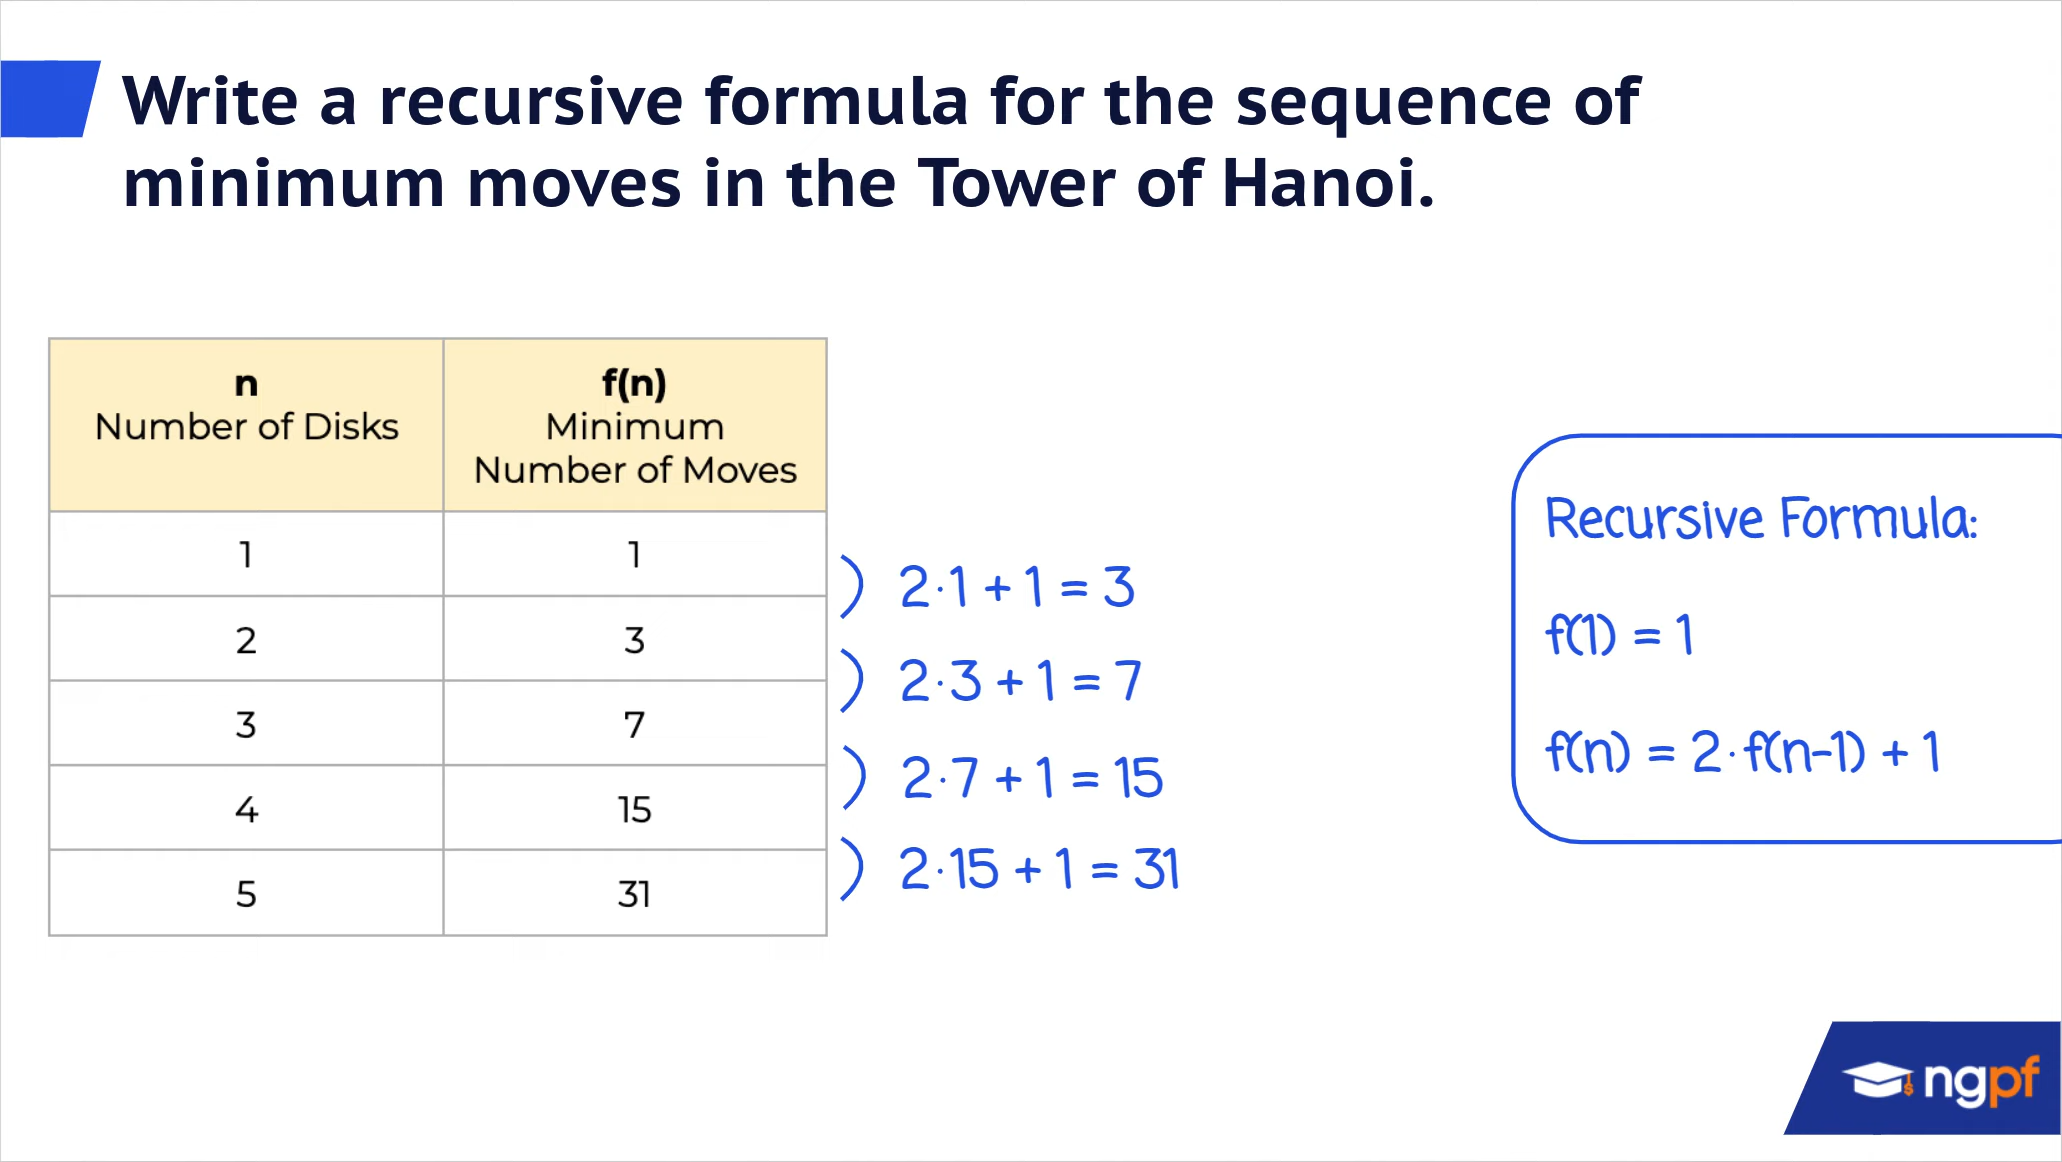 Write a recursive formula for the sequence of
minimum moves in the Tower of Hanoi.
n f(n)
Number of Disks Minimum
Number of Moves
1 1
2 3
3 7
4 15
5 31
2·1 + 1 = 3
2·3 + 1 = 7
2·7 + 1 = 15
2·15 + 1 = 31
Recursive Formula:
f(1) = 1
f(n) = 2·f(n-1) + 1
ngpf